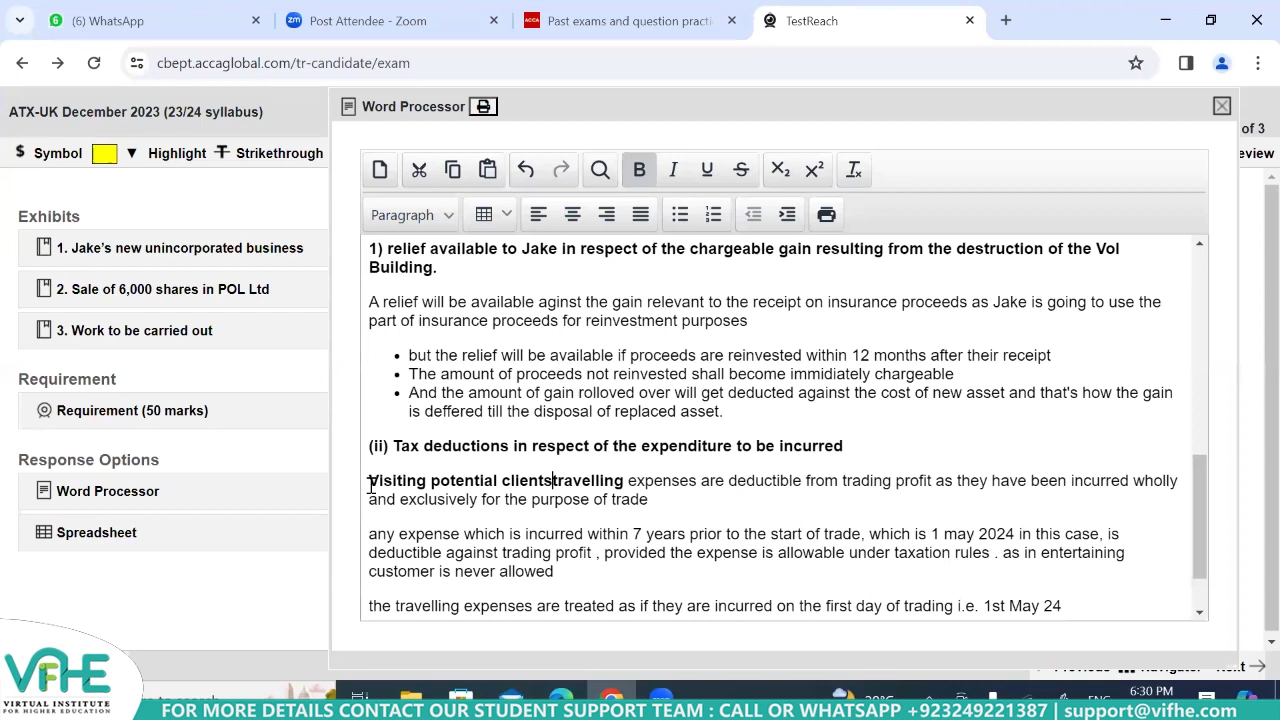 (6) WhatsApp
Post Attendee - Zoom
ACCA
Past exams and question practi
TestReach
cbept.accaglobal.com/tr-candidate/exam
ATX-UK December 2023 (23/24 syllabus)
Word Processor
of 3
$ Symbol
Highlight
T Strikethrough
eview
B I U S X₂ X² Tx
Paragraph
Exhibits
1. Jake's new unincorporated business
2. Sale of 6,000 shares in POL Ltd
3. Work to be carried out
Requirement
Requirement (50 marks)
Response Options
Word Processor
Spreadsheet
1) relief available to Jake in respect of the chargeable gain resulting from the destruction of the Vol
Building.
A relief will be available aginst the gain relevant to the receipt on insurance proceeds as Jake is going to use the
part of insurance proceeds for reinvestment purposes
• but the relief will be available if proceeds are reinvested within 12 months after their receipt
• The amount of proceeds not reinvested shall become immidiately chargeable
• And the amount of gain rolloved over will get deducted against the cost of new asset and that's how the gain
is deffered till the disposal of replaced asset.
(ii) Tax deductions in respect of the expenditure to be incurred
Visiting potential clientstravelling expenses are deductible from trading profit as they have been incurred wholly
and exclusively for the purpose of trade
any expense which is incurred within 7 years prior to the start of trade, which is 1 may 2024 in this case, is
deductible against trading profit , provided the expense is allowable under taxation rules . as in entertaining
customer is never allowed
the travelling expenses are treated as if they are incurred on the first day of trading i.e. 1st May 24
ENG
6:30 PM
VFHE
VIRTUAL INSTITUTE
FOR HIGHER EDUCATION
FOR MORE DETAILS CONTACT OUR STUDENT SUPPORT TEAM : CALL OR WHATSAPP +923249221387 | support@vifhe.com